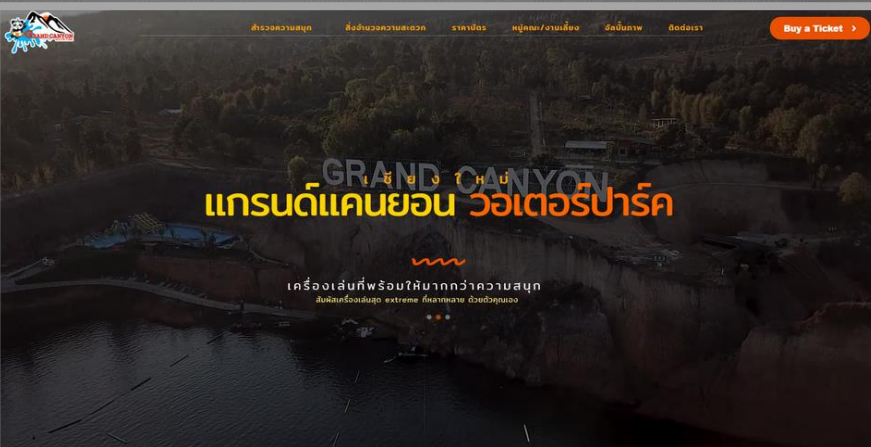 GRAND CANYON
สำรวจความสนุก สิ่งอำนวจความสะดวก ราคาบัตร หมู่คณะ/งานเลี้ยง อัลบั้มภาพ ติดต่อเรา Buy a Ticket
GRAND CANYON
เชียงใหม่
แกรนด์แคนยอน วอเตอร์ปาร์ค
เครื่องเล่นที่พร้อมให้มากกว่าความสนุก
สัมผัสเครื่องเล่นสุด extreme ที่หลากหลาย ด้วยตัวคุณเอง